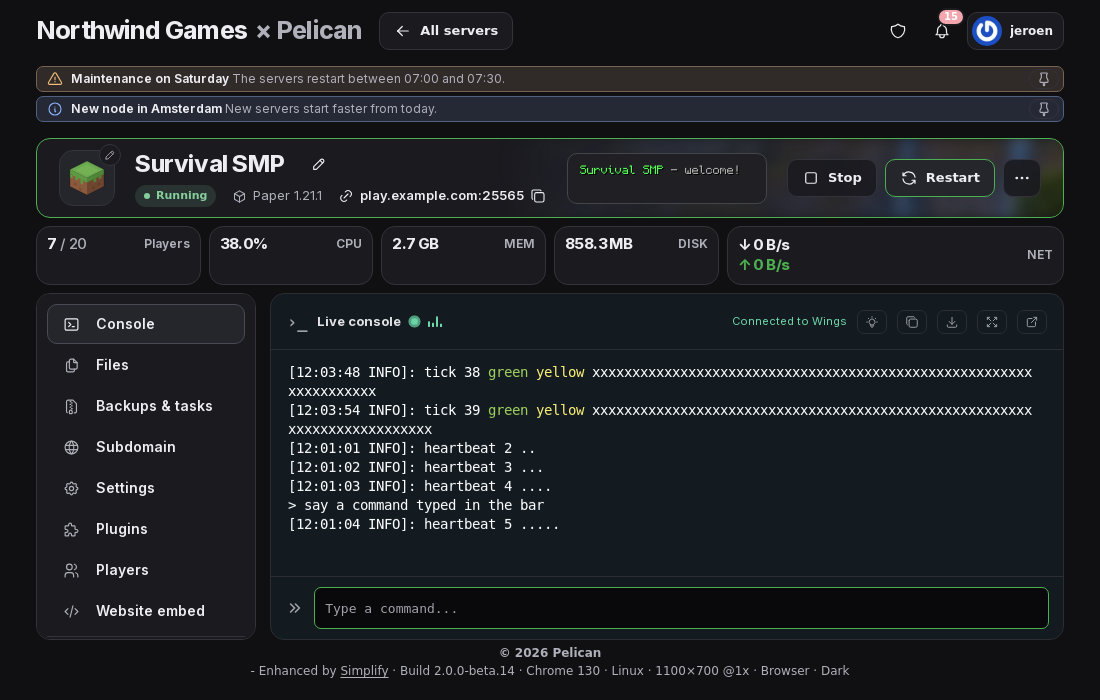 Northwind Games × Pelican
All servers
15
jeroen
Maintenance on Saturday The servers restart between 07:00 and 07:30.
New node in Amsterdam New servers start faster from today.
Survival SMP
Running
Paper 1.21.1
play.example.com:25565
Survival SMP - welcome!
Stop
Restart
7 / 20 Players
38.0% CPU
2.7 GB MEM
858.3 MB DISK
↓ 0 B/s
↑ 0 B/s
NET
Console
Files
Backups & tasks
Subdomain
Settings
Plugins
Players
Website embed
Live console
Connected to Wings
[12:03:48 INFO]: tick 38 green yellow xxxxxxxxxxxxxxxxxxxxxxxxxxxxxxxxxxxxxxxxxxxxxxxxxxxxxxx
xxxxxxxxxxx
[12:03:54 INFO]: tick 39 green yellow xxxxxxxxxxxxxxxxxxxxxxxxxxxxxxxxxxxxxxxxxxxxxxxxxxxxxxx
xxxxxxxxxxxxxxxxxx
[12:01:01 INFO]: heartbeat 2 ..
[12:01:02 INFO]: heartbeat 3 ...
[12:01:03 INFO]: heartbeat 4 ....
> say a command typed in the bar
[12:01:04 INFO]: heartbeat 5 .....
Type a command...
© 2026 Pelican
- Enhanced by Simplify · Build 2.0.0-beta.14 · Chrome 130 · Linux · 1100×700 @1x · Browser · Dark